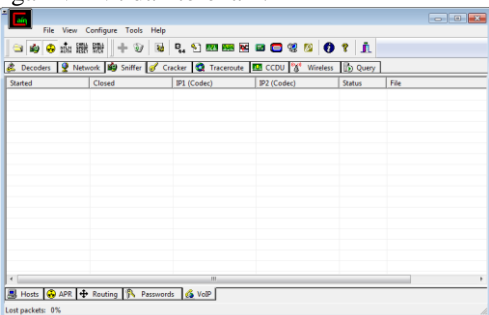 Cain
File View Configure Tools Help
Decoders Network Sniffer Cracker Traceroute CCDU Wireless Query
Started Closed IP1 (Codec) IP2 (Codec) Status File
Hosts APR Routing Passwords VoIP
Lost packets: 0%